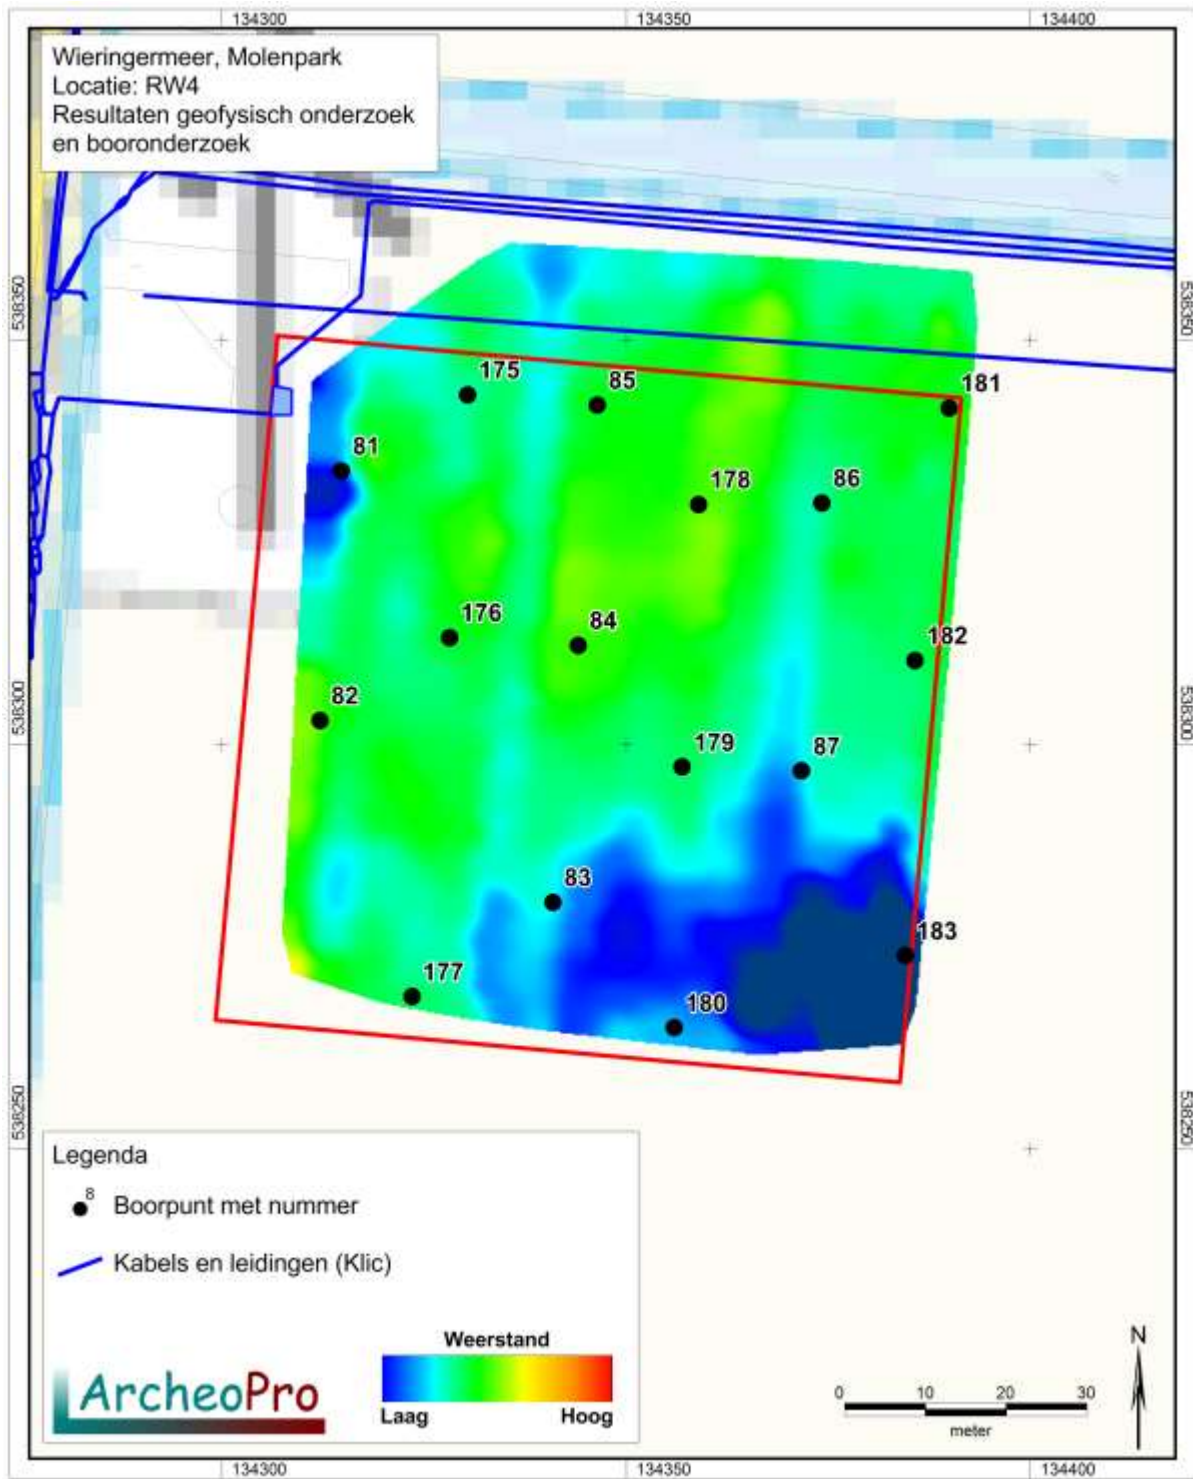 134300
134350
134400
Wieringermeer, Molenpark
Locatie: RW4
Resultaten geofysisch onderzoek
en booronderzoek
538350
538350
175
85
181
81
178
86
176
84
182
82
538300
538300
179
87
83
183
177
180
538250
538250
Legenda
8
Boorpunt met nummer
Kabels en leidingen (Klic)
Weerstand
Laag
Hoog
ArcheoPro
N
0
10
20
30
meter
134300
134350
134400